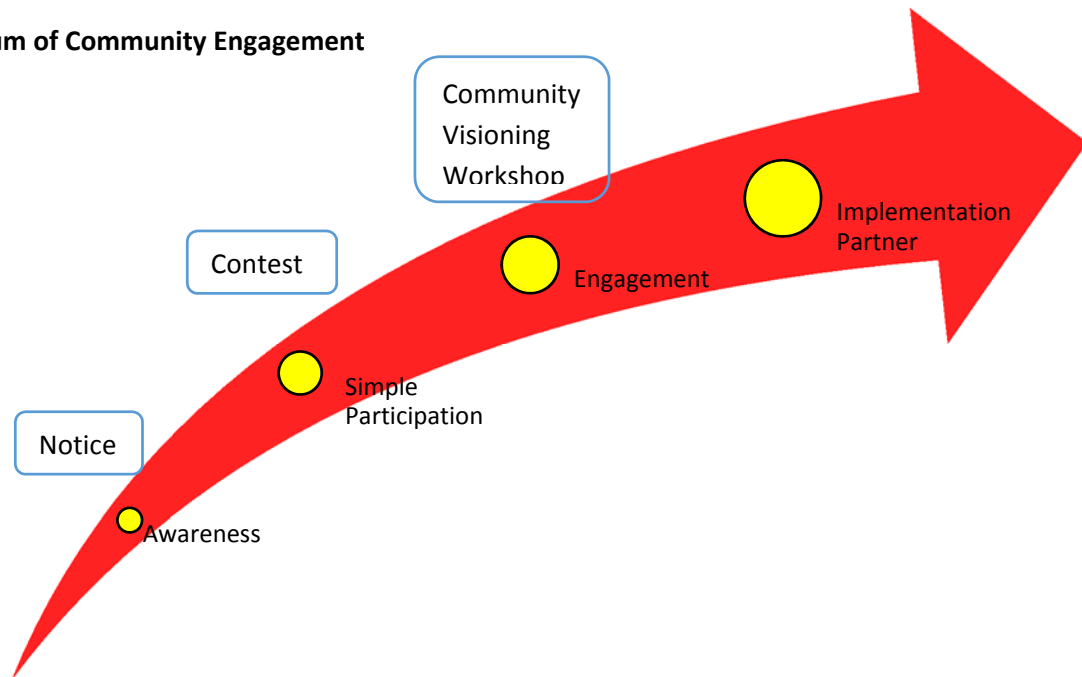 um of Community Engagement
Community
Visioning
Workshop
Implementation
Partner
Contest
Engagement
Simple
Participation
Notice
Awareness